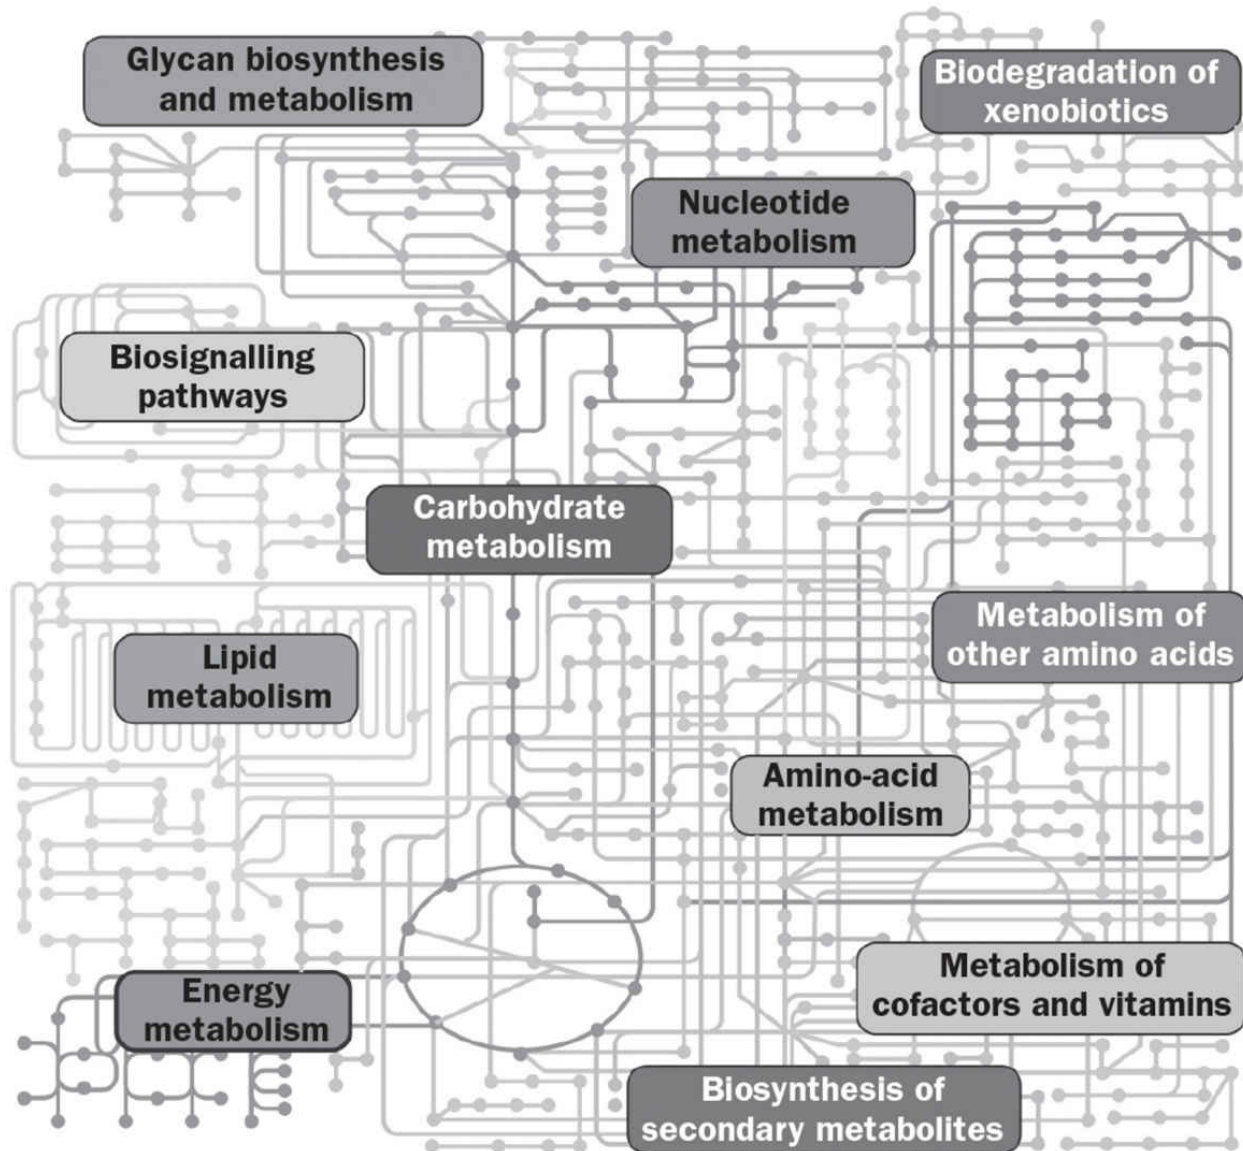 Glycan biosynthesis
and metabolism
Biodegradation of
xenobiotics
Nucleotide
metabolism
Biosignalling
pathways
Carbohydrate
metabolism
Metabolism of
other amino acids
Lipid
metabolism
Amino-acid
metabolism
Metabolism of
cofactors and vitamins
Energy
metabolism
Biosynthesis of
secondary metabolites